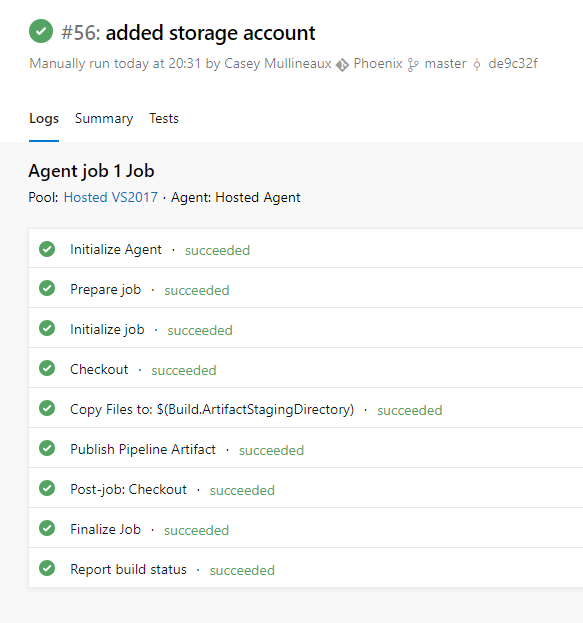 #56: added storage account
Manually run today at 20:31 by Casey Mullineaux Phoenix master de9c32f
Logs Summary Tests
Agent job 1 Job
Pool: Hosted VS2017 · Agent: Hosted Agent
Initialize Agent · succeeded
Prepare job · succeeded
Initialize job · succeeded
Checkout · succeeded
Copy Files to: $(Build.ArtifactStagingDirectory) · succeeded
Publish Pipeline Artifact · succeeded
Post-job: Checkout · succeeded
Finalize Job · succeeded
Report build status · succeeded